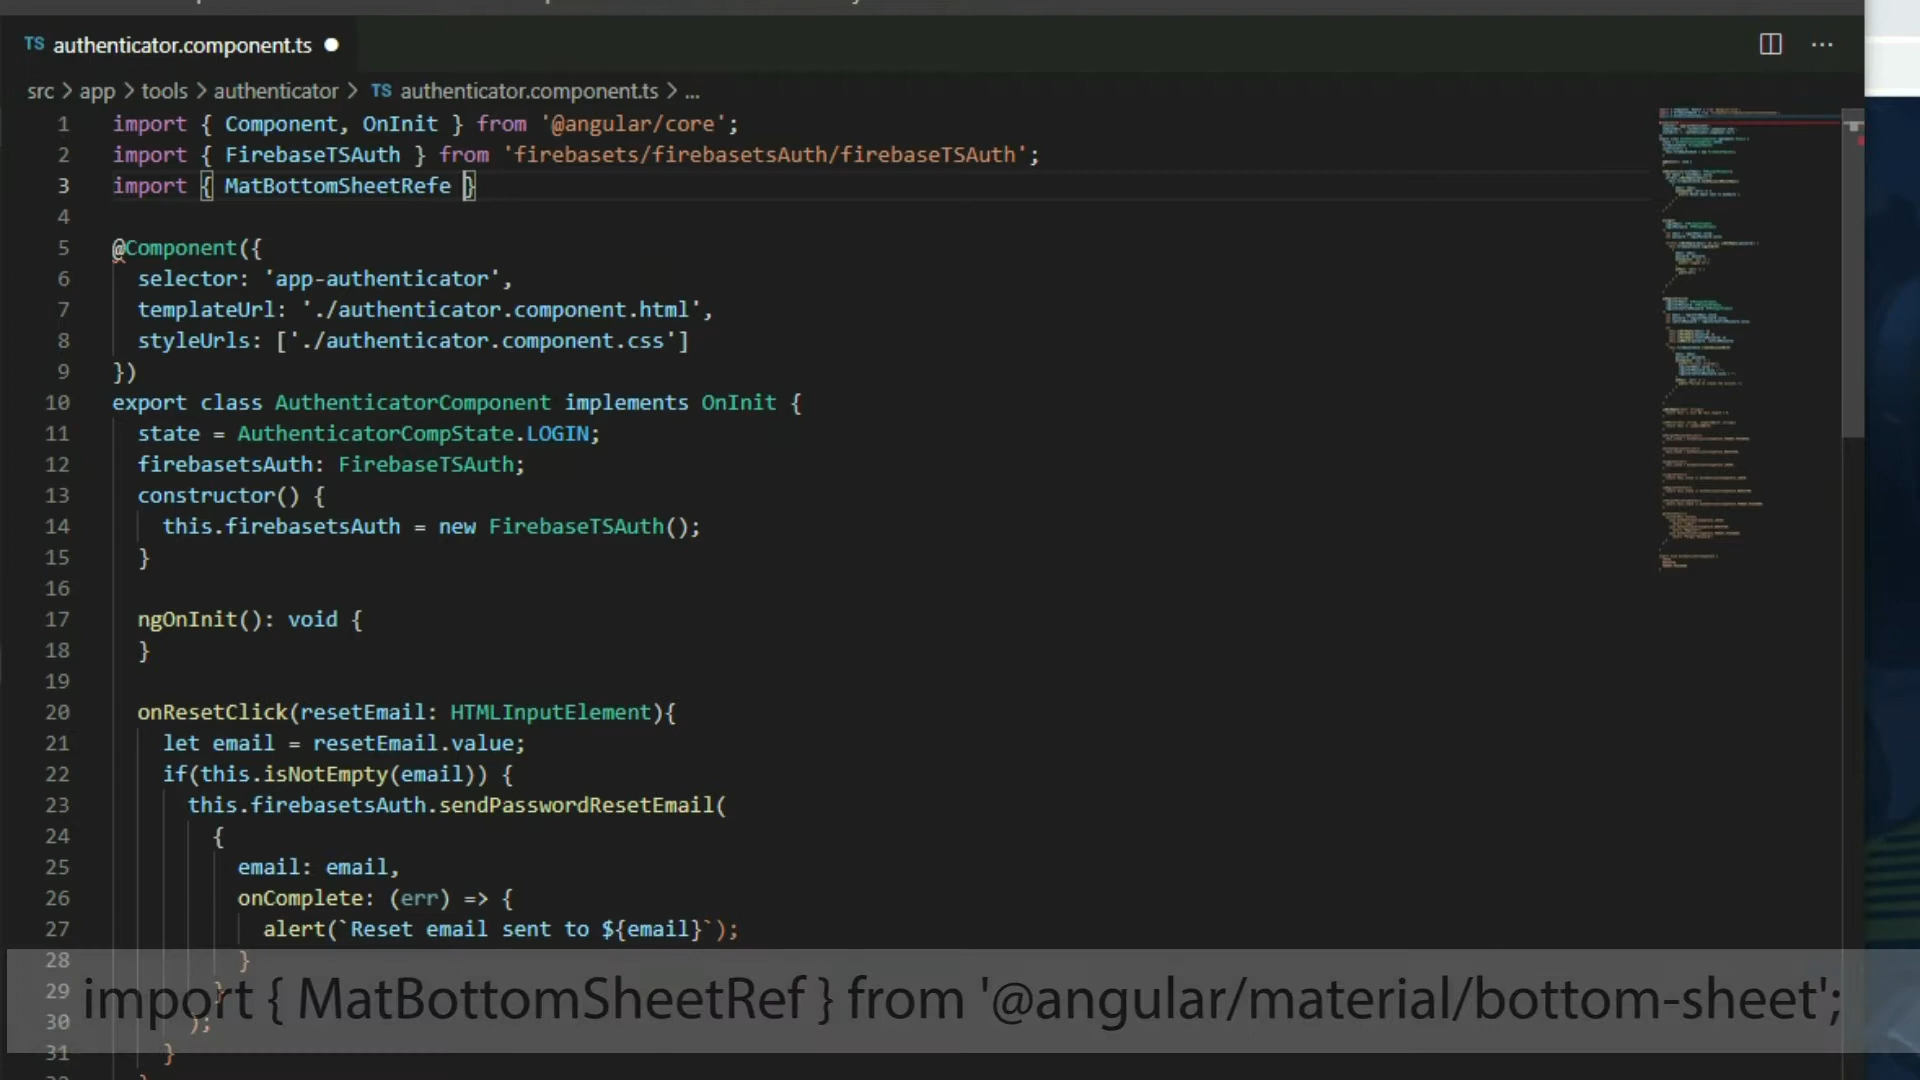 TS authenticator.component.ts
src > app > tools > authenticator > TS authenticator.component.ts > ...
1 import { Component, OnInit } from '@angular/core';
2 import { FirebaseTSAuth } from 'firebasets/firebasetsAuth/firebaseTSAuth';
3 import { MatBottomSheetRefe }
4
5 @Component({
6 selector: 'app-authenticator',
7 templateUrl: './authenticator.component.html',
8 styleUrls: ['./authenticator.component.css']
9 })
10 export class AuthenticatorComponent implements OnInit {
11 state = AuthenticatorCompState.LOGIN;
12 firebasetsAuth: FirebaseTSAuth;
13 constructor() {
14 this.firebasetsAuth = new FirebaseTSAuth();
15 }
16
17 ngOnInit(): void {
18 }
19
20 onResetClick(resetEmail: HTMLInputElement){
21 let email = resetEmail.value;
22 if(this.isNotEmpty(email)) {
23 this.firebasetsAuth.sendPasswordResetEmail(
24 {
25 email: email,
26 onComplete: (err) => {
27 alert(`Reset email sent to ${email}`);
28 }
29 }
30 );
31 }
import { MatBottomSheetRef } from '@angular/material/bottom-sheet';